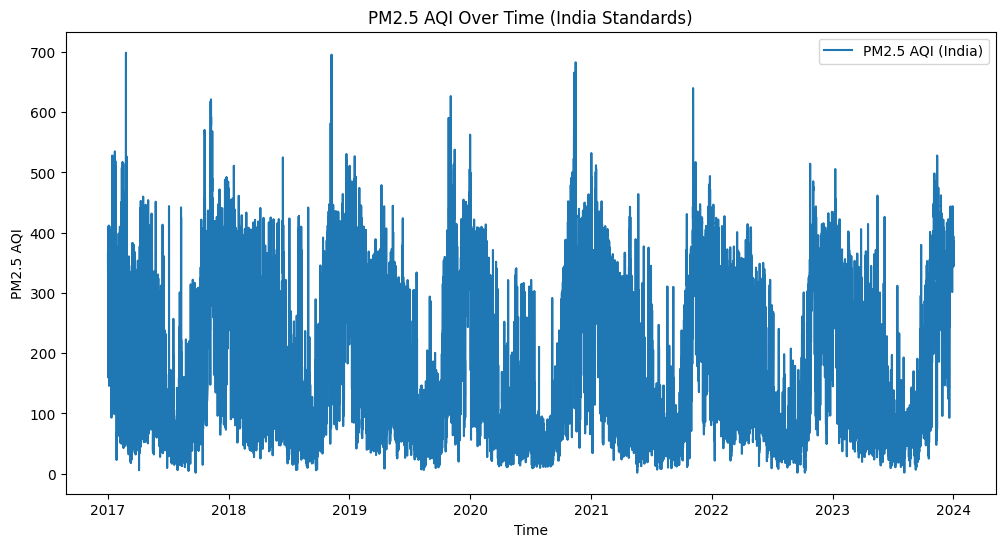 PM2.5 AQI Over Time (India Standards)
PM2.5 AQI (India)
PM2.5 AQI
700
600
500
400
300
200
100
0
2017 2018 2019 2020 2021 2022 2023 2024
Time